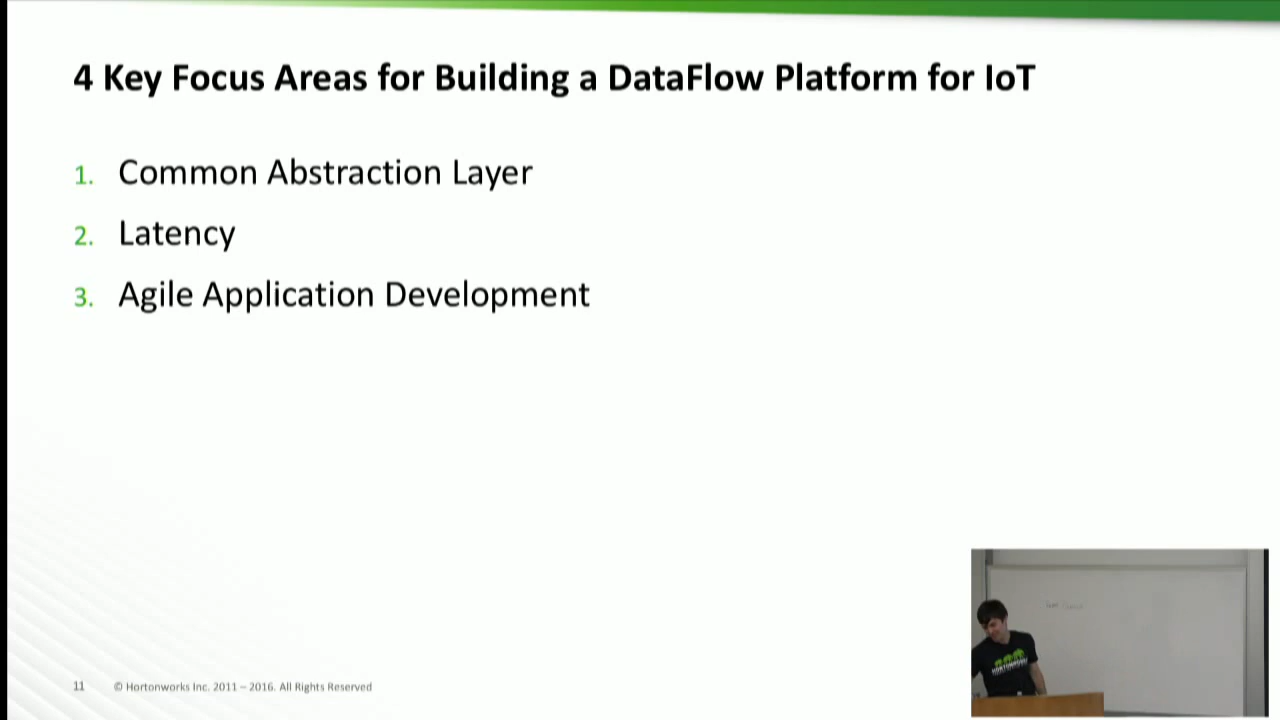 4 Key Focus Areas for Building a DataFlow Platform for IoT
1. Common Abstraction Layer
2. Latency
3. Agile Application Development
11 © Hortonworks Inc. 2011 – 2016. All Rights Reserved
HORTONWORKS